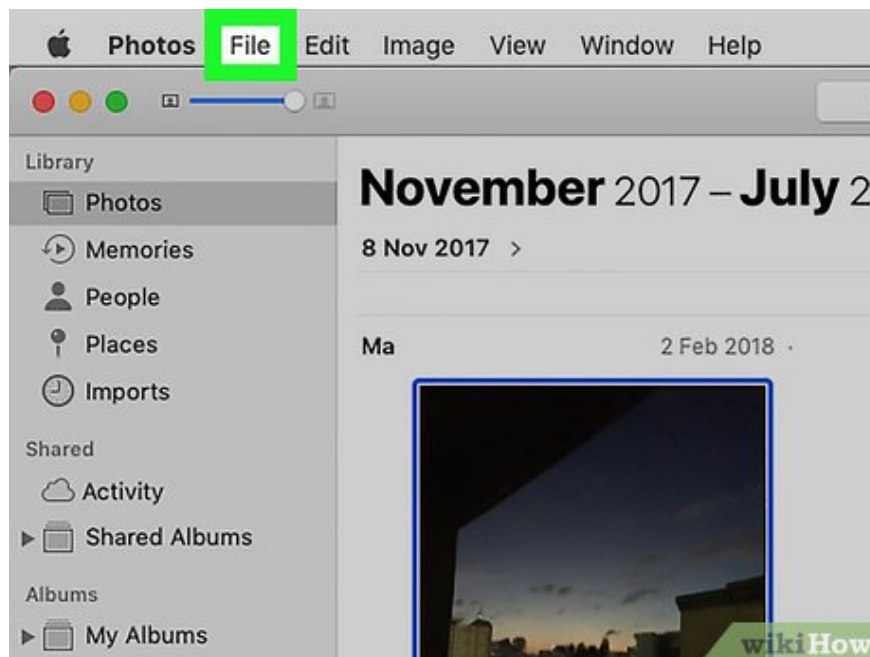 Photos File Edit Image View Window Help
Library
Photos
Memories
People
Places
Imports
Shared
Activity
Shared Albums
Albums
My Albums
November 2017 – July 2
8 Nov 2017 >
Ma 2 Feb 2018 ·
wikiHow